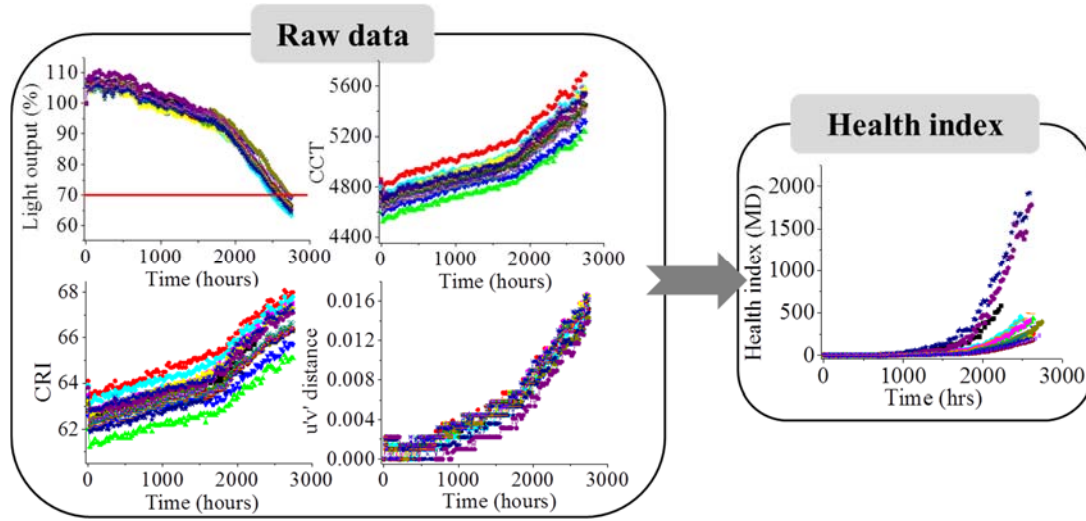 Raw data
Light output (%)
110
100
90
80
70
60
0 1000 2000 3000
Time (hours)
CCT
5600
5200
4800
4400
0 1000 2000 3000
Time (hours)
CRI
68
66
64
62
0 1000 2000 3000
Time (hours)
u'v' distance
0.016
0.012
0.008
0.004
0.000
0 1000 2000 3000
Time (hours)
Health index
Health index (MD)
2000
1500
1000
500
0
0 1000 2000 3000
Time (hrs)